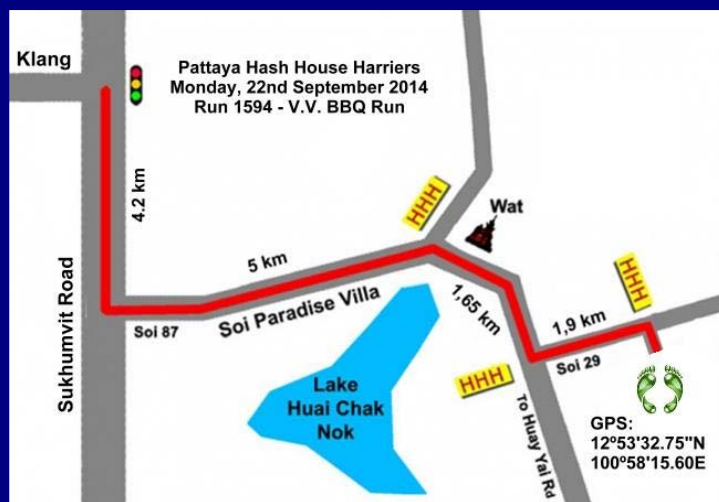 Klang
Pattaya Hash House Harriers
Monday, 22nd September 2014
Run 1594 - V.V. BBQ Run
4.2 km
Sukhumvit Road
HHH
Wat
5 km
Soi Paradise Villa
Soi 87
1,65 km
HHH
1,9 km
Soi 29
HHH
To Huay Yai Rd
Lake
Huai Chak
Nok
GPS:
12º53'32.75"N
100º58'15.60E